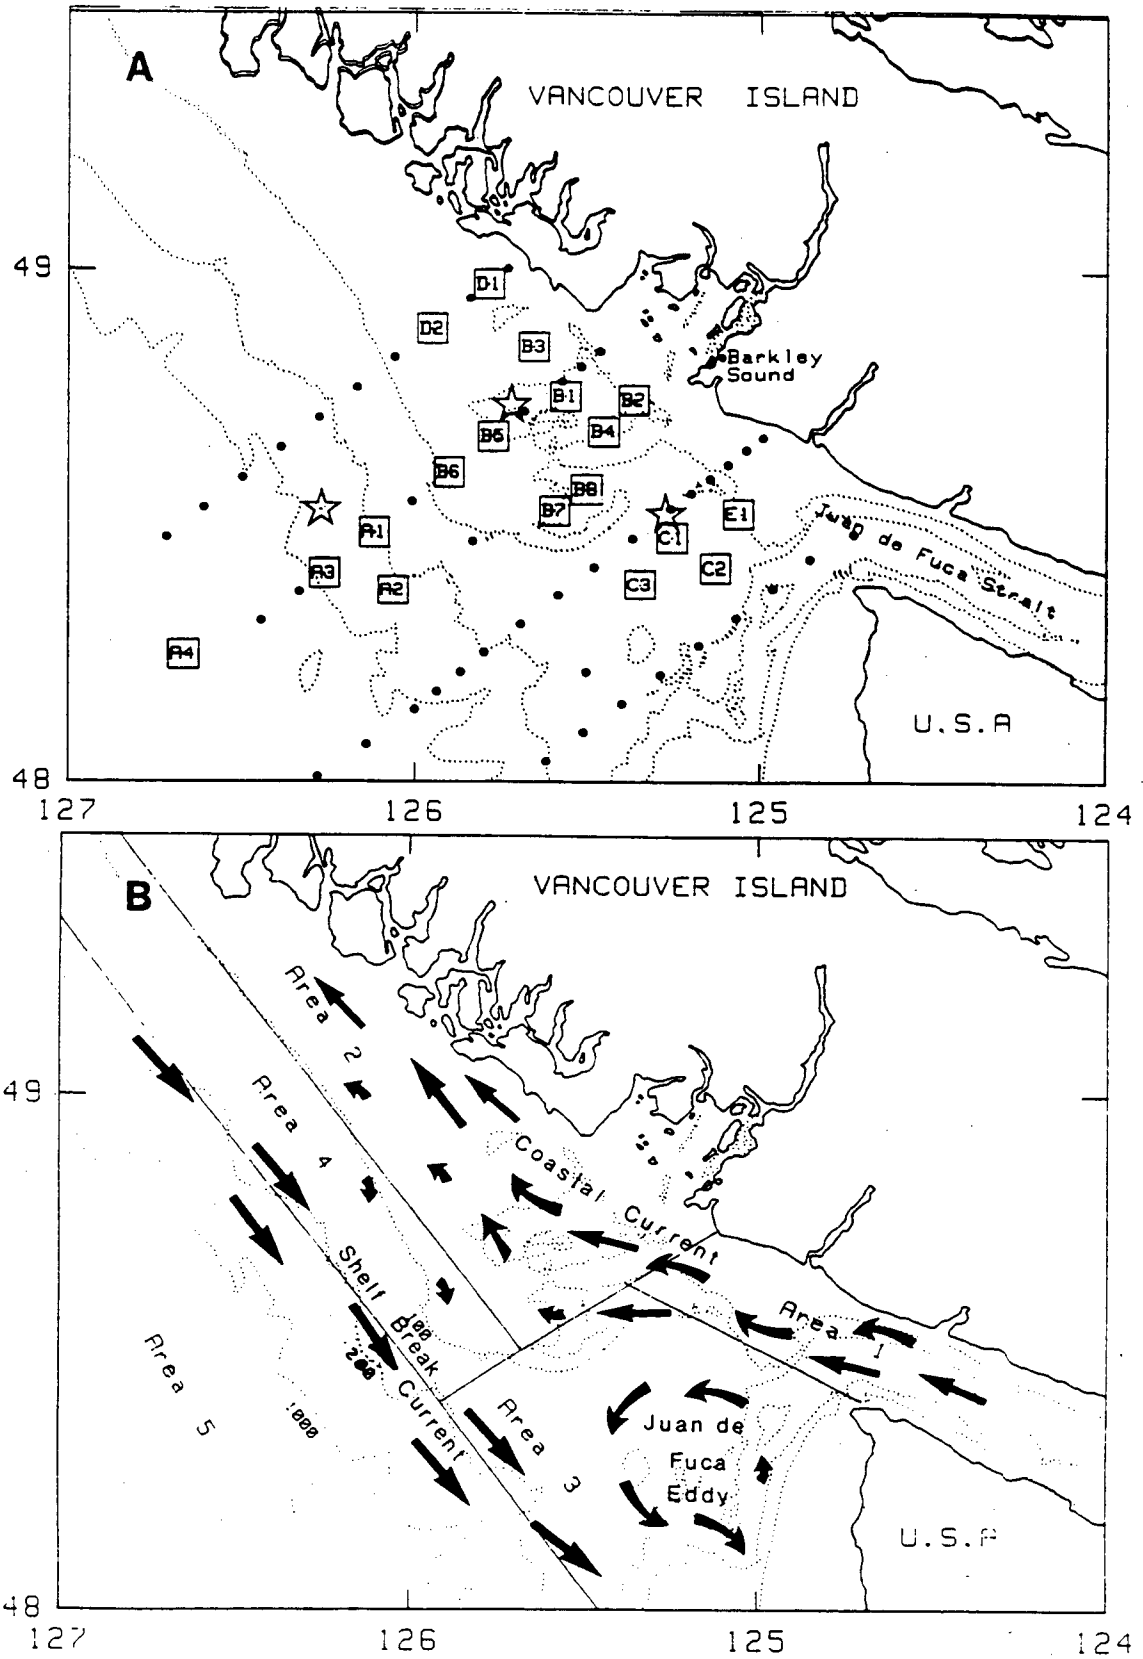 A
VANCOUVER ISLAND
49
D1
D2
B3
Barkley
Sound
B1
B2
B5
B4
B6
B8
B7
E1
A1
C1
Juan de Fuca Strait
A3
C2
A2
C3
A4
U.S.A
48
127
126
125
124
B
VANCOUVER ISLAND
Area 2
49
Area 4
Coastal Current
Shelf Break Current
Area 1
100
200
Area 5
1000
Area 3
Juan de
Fuca
Eddy
U.S.A
48
127
126
125
124